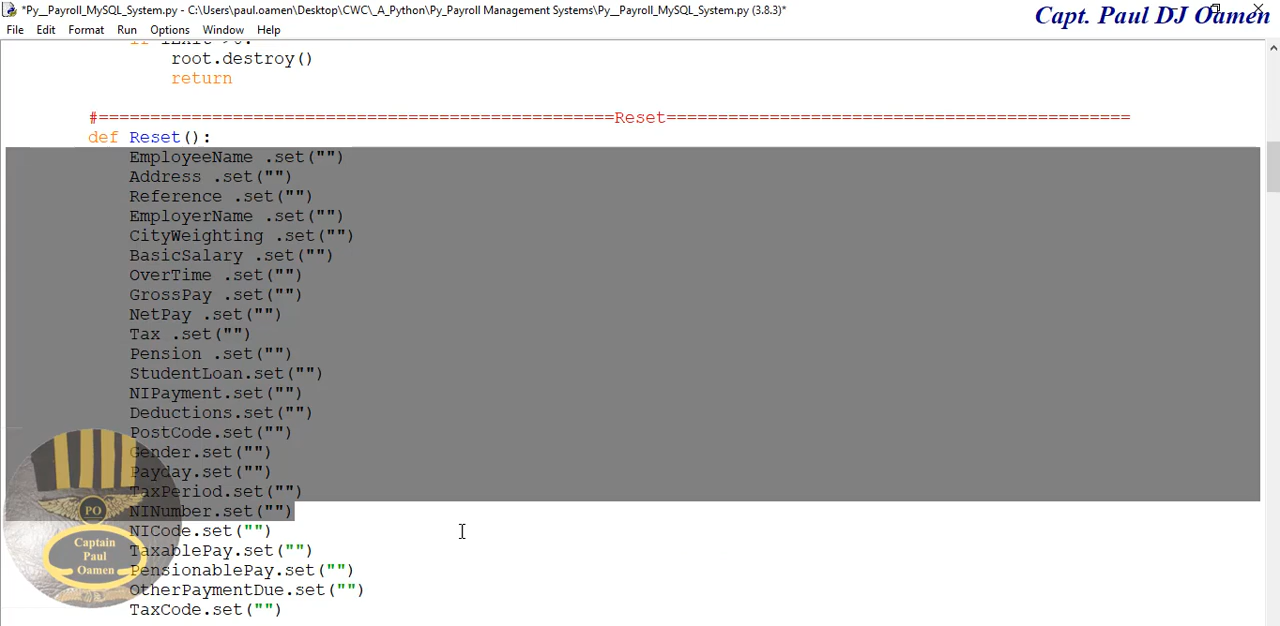 *Py__Payroll_MySQL_System.py - C:\Users\paul.oamen\Desktop\CWC\_A_Python\Py_Payroll Management Systems\Py__Payroll_MySQL_System.py (3.8.3)*
Capt. Paul DJ Oamen
File Edit Format Run Options Window Help
root.destroy()
return
#==================================================Reset=============================================
def Reset():
EmployeeName .set("")
Address .set("")
Reference .set("")
EmployerName .set("")
CityWeighting .set("")
BasicSalary .set("")
OverTime .set("")
GrossPay .set("")
NetPay .set("")
Tax .set("")
Pension .set("")
StudentLoan.set("")
NIPayment.set("")
Deductions.set("")
PostCode.set("")
Gender.set("")
Payday.set("")
TaxPeriod.set("")
NINumber.set("")
NICode.set("")
TaxablePay.set("")
PensionablePay.set("")
OtherPaymentDue.set("")
TaxCode.set("")
PO
Captain
Paul
Oamen